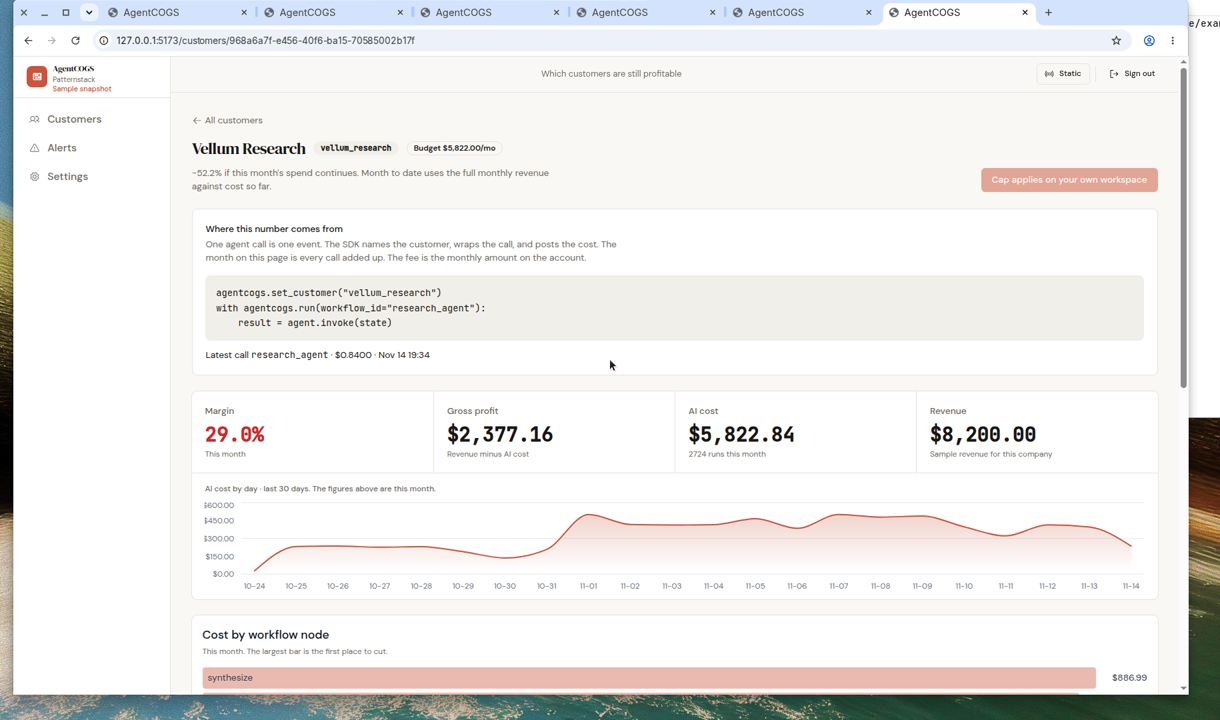 AgentCOGS
AgentCOGS
AgentCOGS
AgentCOGS
AgentCOGS
AgentCOGS
127.0.0.1:5173/customers/968a6a7f-e456-40f6-ba15-70585002b17f
AgentCOGS
Patternstack
Sample snapshot
Which customers are still profitable
Static
Sign out
Customers
Alerts
Settings
← All customers
Vellum Research
vellum_research
Budget $5,822.00/mo
-52.2% if this month's spend continues. Month to date uses the full monthly revenue
against cost so far.
Cap applies on your own workspace
Where this number comes from
One agent call is one event. The SDK names the customer, wraps the call, and posts the cost. The
month on this page is every call added up. The fee is the monthly amount on the account.
agentcogs.set_customer("vellum_research")
with agentcogs.run(workflow_id="research_agent"):
    result = agent.invoke(state)
Latest call research_agent · $0.8400 · Nov 14 19:34
Margin
29.0%
This month
Gross profit
$2,377.16
Revenue minus AI cost
AI cost
$5,822.84
2724 runs this month
Revenue
$8,200.00
Sample revenue for this company
AI cost by day · last 30 days. The figures above are this month.
$600.00
$450.00
$300.00
$150.00
$0.00
10-24 10-25 10-26 10-27 10-28 10-29 10-30 10-31 11-01 11-02 11-03 11-04 11-05 11-06 11-07 11-08 11-09 11-10 11-11 11-12 11-13 11-14
Cost by workflow node
This month. The largest bar is the first place to cut.
synthesize
$886.99